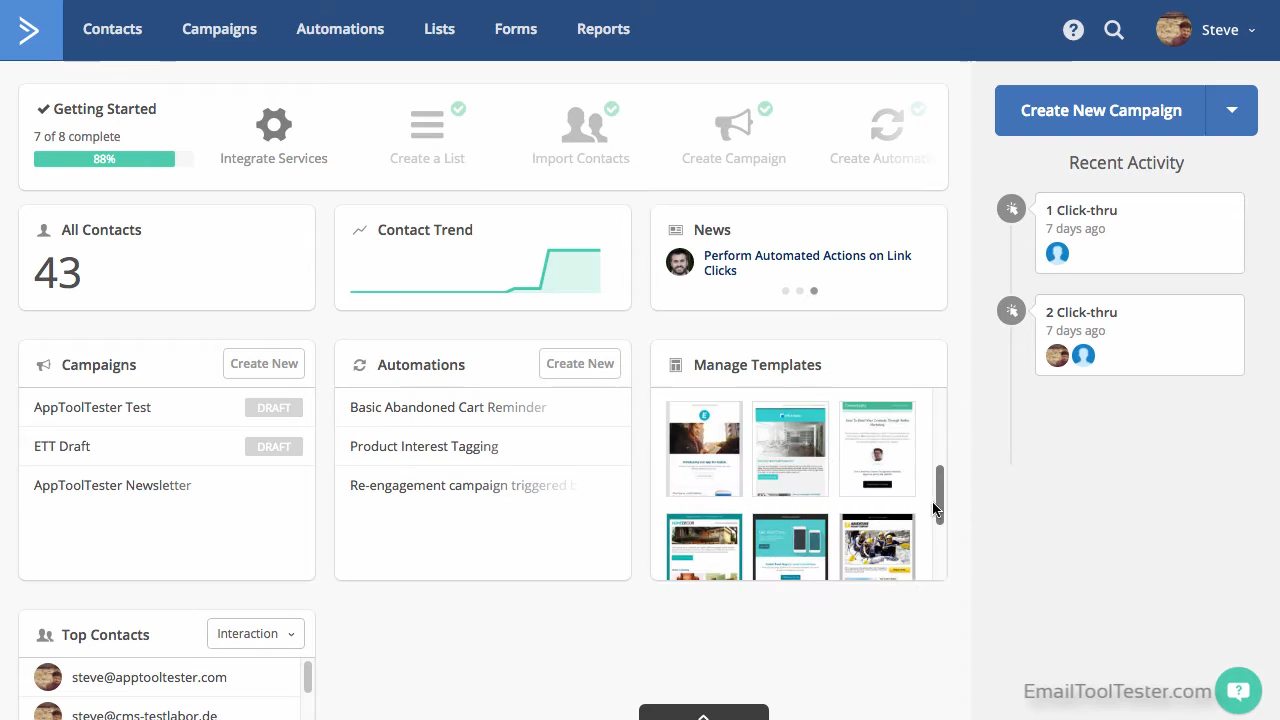 Contacts
Campaigns
Automations
Lists
Forms
Reports
Steve
Getting Started
7 of 8 complete
88%
Integrate Services
Create a List
Import Contacts
Create Campaign
Create Automat
Create New Campaign
Recent Activity
1 Click-thru
7 days ago
2 Click-thru
7 days ago
All Contacts
43
Contact Trend
News
Perform Automated Actions on Link
Clicks
Campaigns
Create New
AppToolTester Test
DRAFT
ETT Draft
DRAFT
AppToolTester Newsle
Automations
Create New
Basic Abandoned Cart Reminder
Product Interest Tagging
Re-engagement campaign triggered b
Manage Templates
Top Contacts
Interaction
steve@apptooltester.com
steve@cms-testlabor.de
EmailToolTester.com